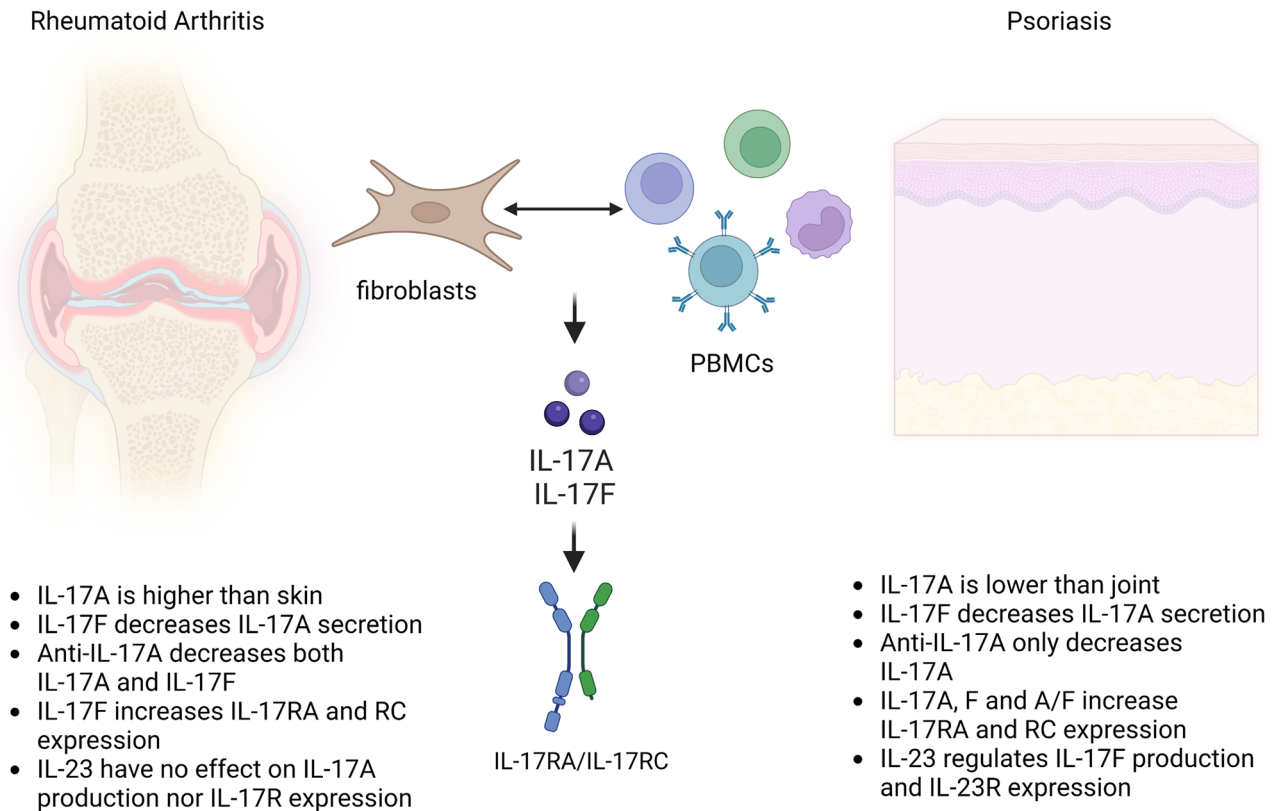 Rheumatoid Arthritis
Psoriasis
fibroblasts
PBMCs
IL-17A
IL-17F
IL-17RA/IL-17RC
• IL-17A is higher than skin
• IL-17F decreases IL-17A secretion
• Anti-IL-17A decreases both
IL-17A and IL-17F
• IL-17F increases IL-17RA and RC
expression
• IL-23 have no effect on IL-17A
production nor IL-17R expression
• IL-17A is lower than joint
• IL-17F decreases IL-17A secretion
• Anti-IL-17A only decreases
IL-17A
• IL-17A, F and A/F increase
IL-17RA and RC expression
• IL-23 regulates IL-17F production
and IL-23R expression